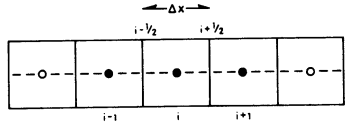 Δx
i-½ i+½
i-1 i i+1